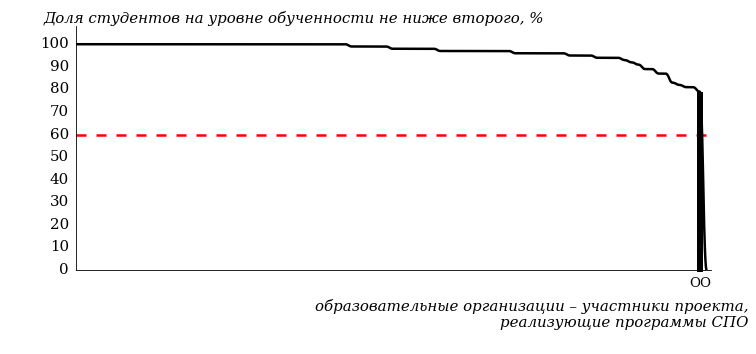 Доля студентов на уровне обученности не ниже второго, %
100
90
80
70
60
50
40
30
20
10
0
ОО
образовательные организации – участники проекта,
реализующие программы СПО